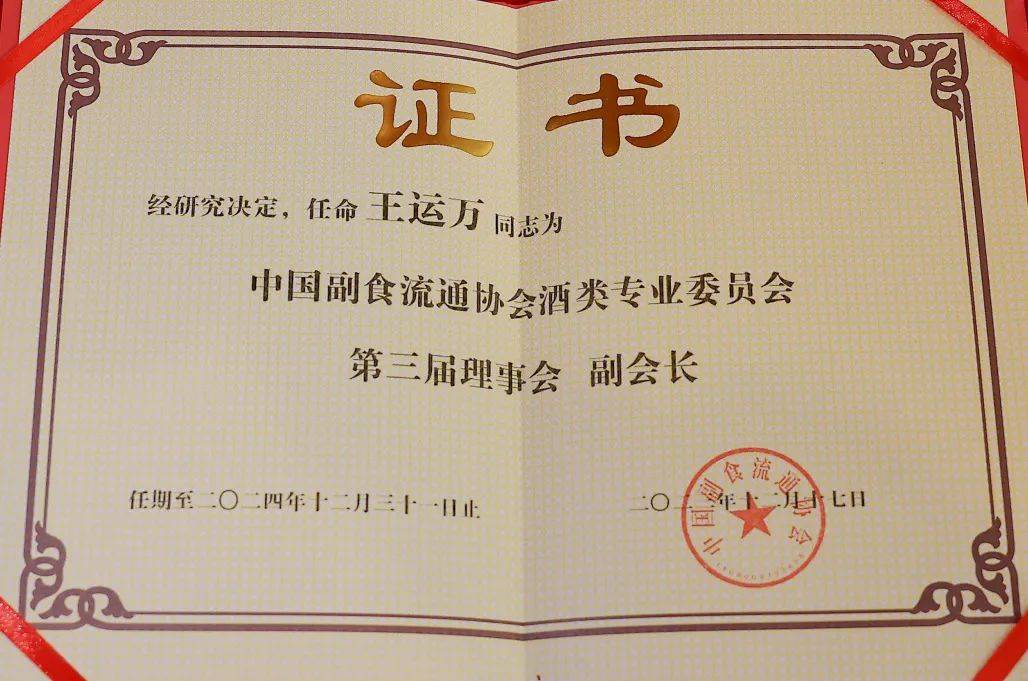 证书
经研究决定，任命 王运万 同志为
中国副食流通协会酒类专业委员会
第三届理事会 副会长
任期至二〇二四年十二月三十一日止
二〇二 年十二月十七日
中国副食流通协会